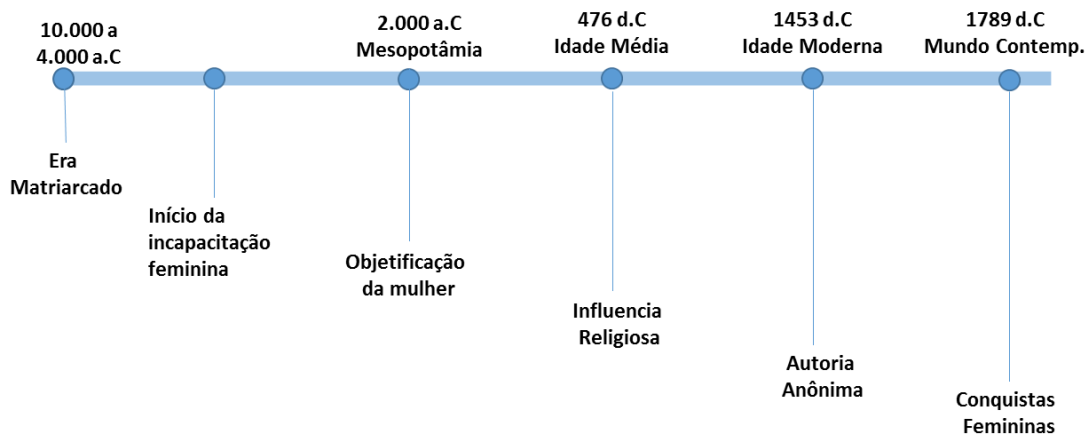 10.000 a
4.000 a.C
2.000 a.C
Mesopotâmia
476 d.C
Idade Média
1453 d.C
Idade Moderna
1789 d.C
Mundo Contemp.
Era
Matriarcado
Início da
incapacitação
feminina
Objetificação
da mulher
Influencia
Religiosa
Autoria
Anônima
Conquistas
Femininas